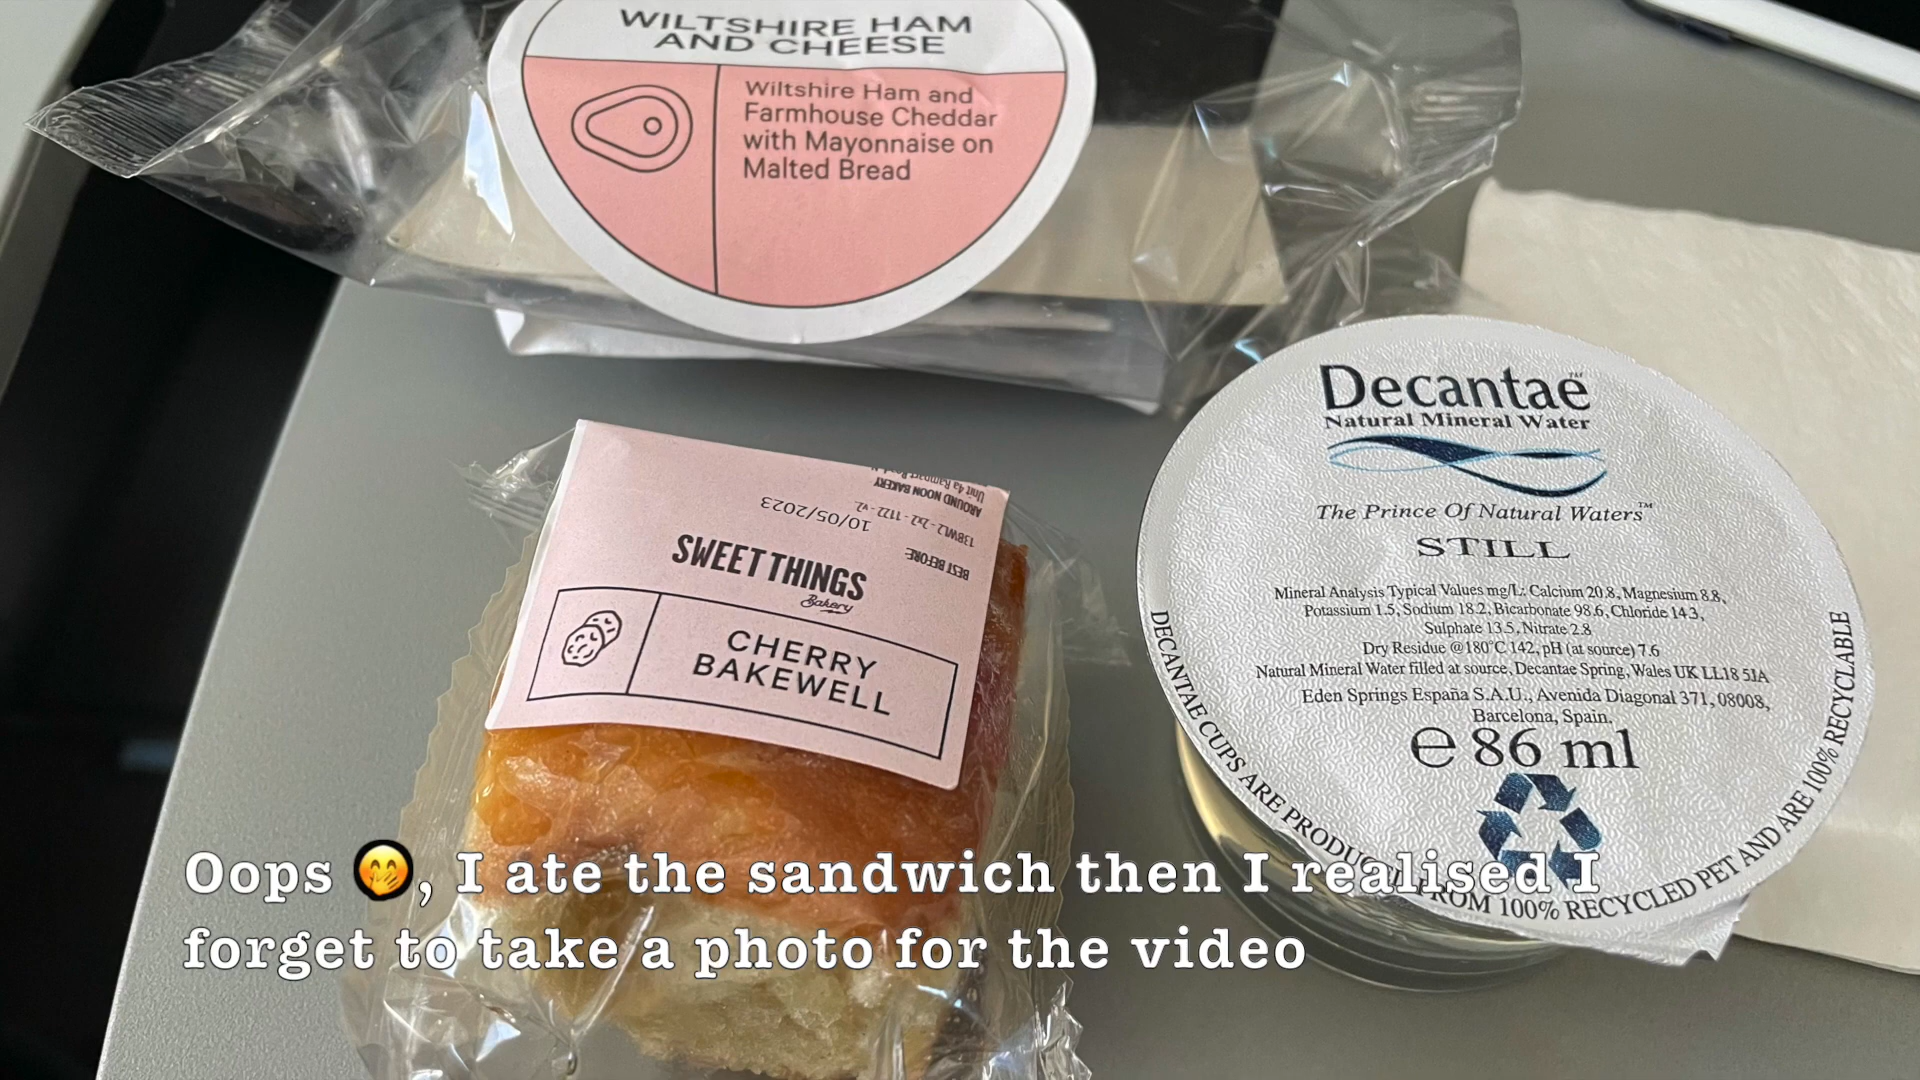 WILTSHIRE HAM
AND CHEESE
Wiltshire Ham and
Farmhouse Cheddar
with Mayonnaise on
Malted Bread
Decantae
Natural Mineral Water
The Prince Of Natural Waters™
STILL
Mineral Analysis Typical Values mg/L: Calcium 20.8, Magnesium 8.8,
Potassium 1.5, Sodium 18.2, Bicarbonate 98.6, Chloride 14.3,
Sulphate 13.5, Nitrate 2.8
Dry Residue @180°C 142, pH (at source) 7.6
Natural Mineral Water filled at source, Decantae Spring, Wales UK LL18 5JA
Eden Springs España S.A.U., Avenida Diagonal 371, 08008,
Barcelona, Spain.
e 86 ml
DECANTAE CUPS ARE PRODUCED FROM 100% RECYCLED PET AND ARE 100% RECYCLABLE
BEST BEFORE:
10/05/2023
AROUND NOON BAKERY
SWEET THINGS
Bakery
CHERRY
BAKEWELL
Oops 🤭, I ate the sandwich then I realised I
forget to take a photo for the video